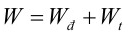 W = W_đ + W_t